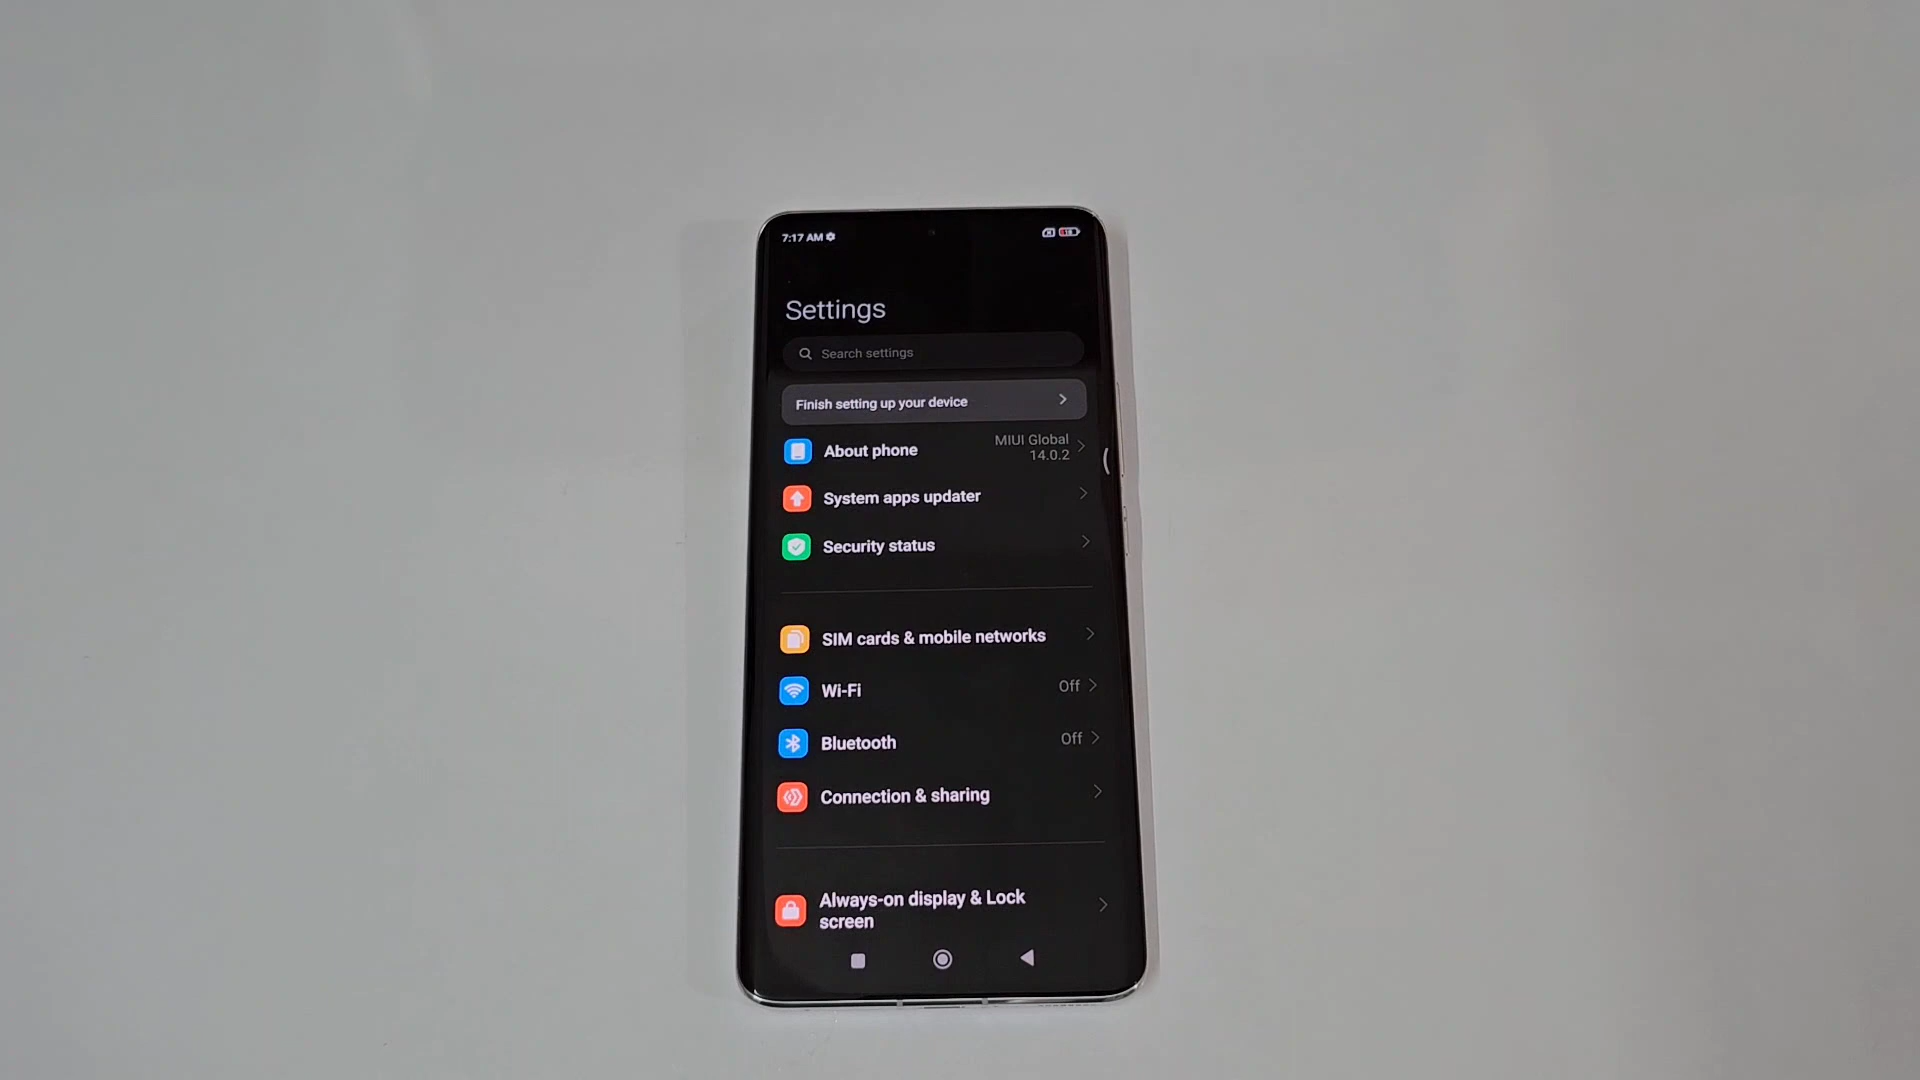 7:17 AM
Settings
Search settings
Finish setting up your device
About phone
MIUI Global
14.0.2
System apps updater
Security status
SIM cards & mobile networks
Wi-Fi
Off
Bluetooth
Off
Connection & sharing
Always-on display & Lock
screen